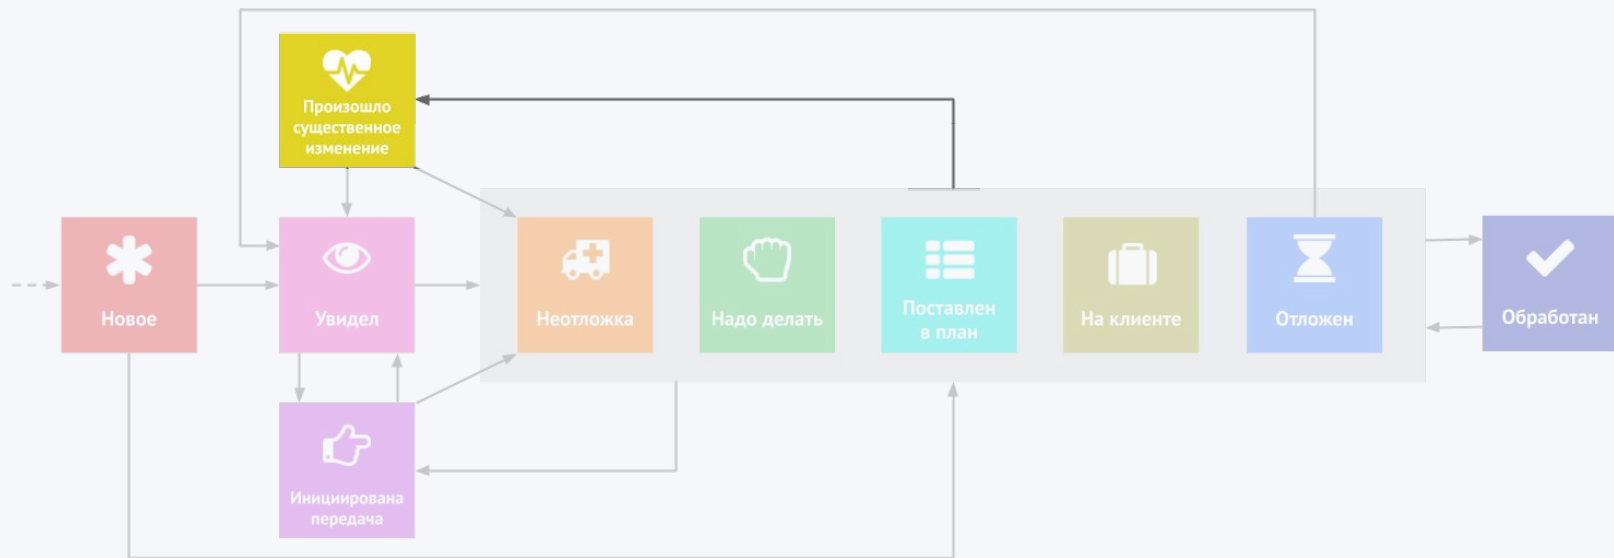 Произошло
существенное
изменение
Новое
Увидел
Неотложка
Надо делать
Поставлен
в план
На клиенте
Отложен
Обработан
Инициирована
передача